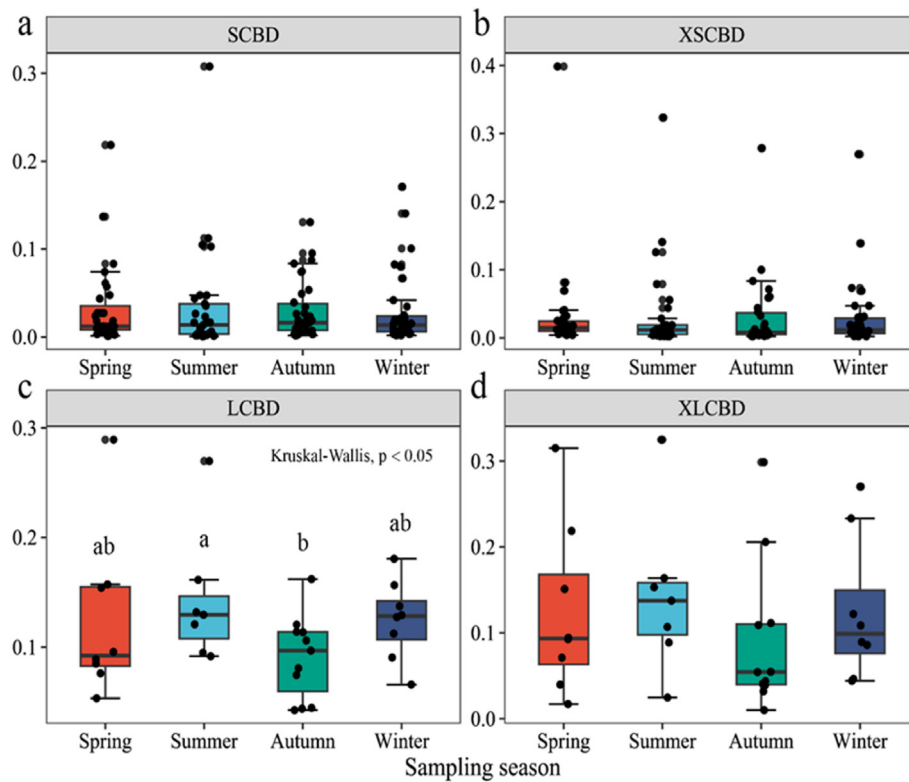 a
SCBD
0.3
0.2
0.1
0.0
Spring Summer Autumn Winter
b
XSCBD
0.4
0.3
0.2
0.1
0.0
Spring Summer Autumn Winter
c
LCBD
0.3
Kruskal-Wallis, p < 0.05
0.2
ab a b ab
0.1
Spring Summer Autumn Winter
d
XLCBD
0.3
0.2
0.1
0.0
Spring Summer Autumn Winter
Sampling season